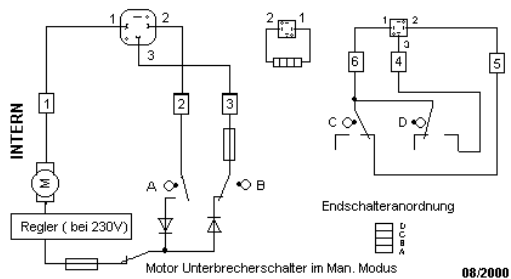 1 2
3
2 1
1 2
3
6 4 5
1 2 3
INTERN
M
A B
C D
Regler ( bei 230V)
Endschalteranordnung
D
C
B
A
Motor Unterbrecherschalter im Man. Modus
08/2000